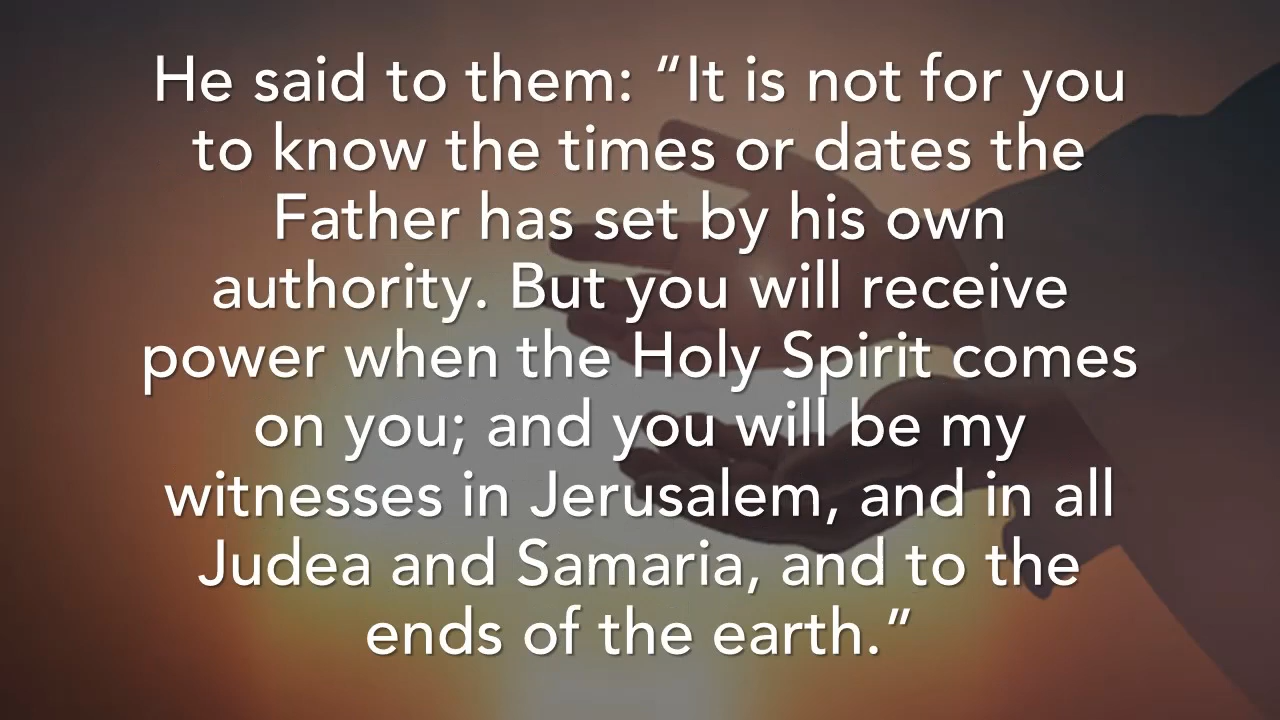 He said to them: “It is not for you
to know the times or dates the
Father has set by his own
authority. But you will receive
power when the Holy Spirit comes
on you; and you will be my
witnesses in Jerusalem, and in all
Judea and Samaria, and to the
ends of the earth.”